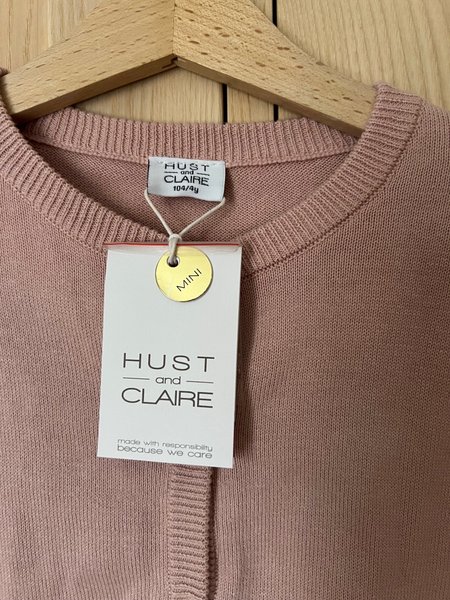 HUST
and
CLAIRE
104/4y
MINI
HUST
and
CLAIRE
made with responsibility
because we care